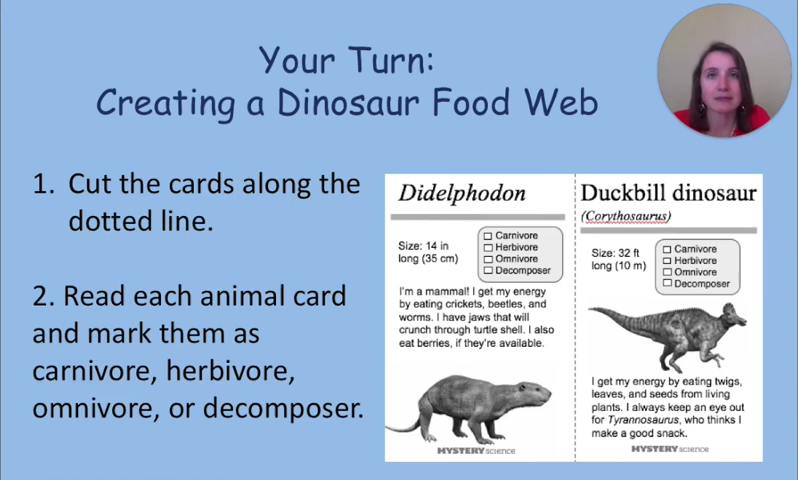 Your Turn:
Creating a Dinosaur Food Web
1. Cut the cards along the
dotted line.
2. Read each animal card
and mark them as
carnivore, herbivore,
omnivore, or decomposer.
Didelphodon
Size: 14 in
long (35 cm)
Carnivore
Herbivore
Omnivore
Decomposer
I'm a mammal! I get my energy
by eating crickets, beetles, and
worms. I have jaws that will
crunch through turtle shell. I also
eat berries, if they're available.
MYSTERY science
Duckbill dinosaur
(Corythosaurus)
Size: 32 ft
long (10 m)
Carnivore
Herbivore
Omnivore
Decomposer
I get my energy by eating twigs,
leaves, and seeds from living
plants. I always keep an eye out
for Tyrannosaurus, who thinks I
make a good snack.
MYSTERY science